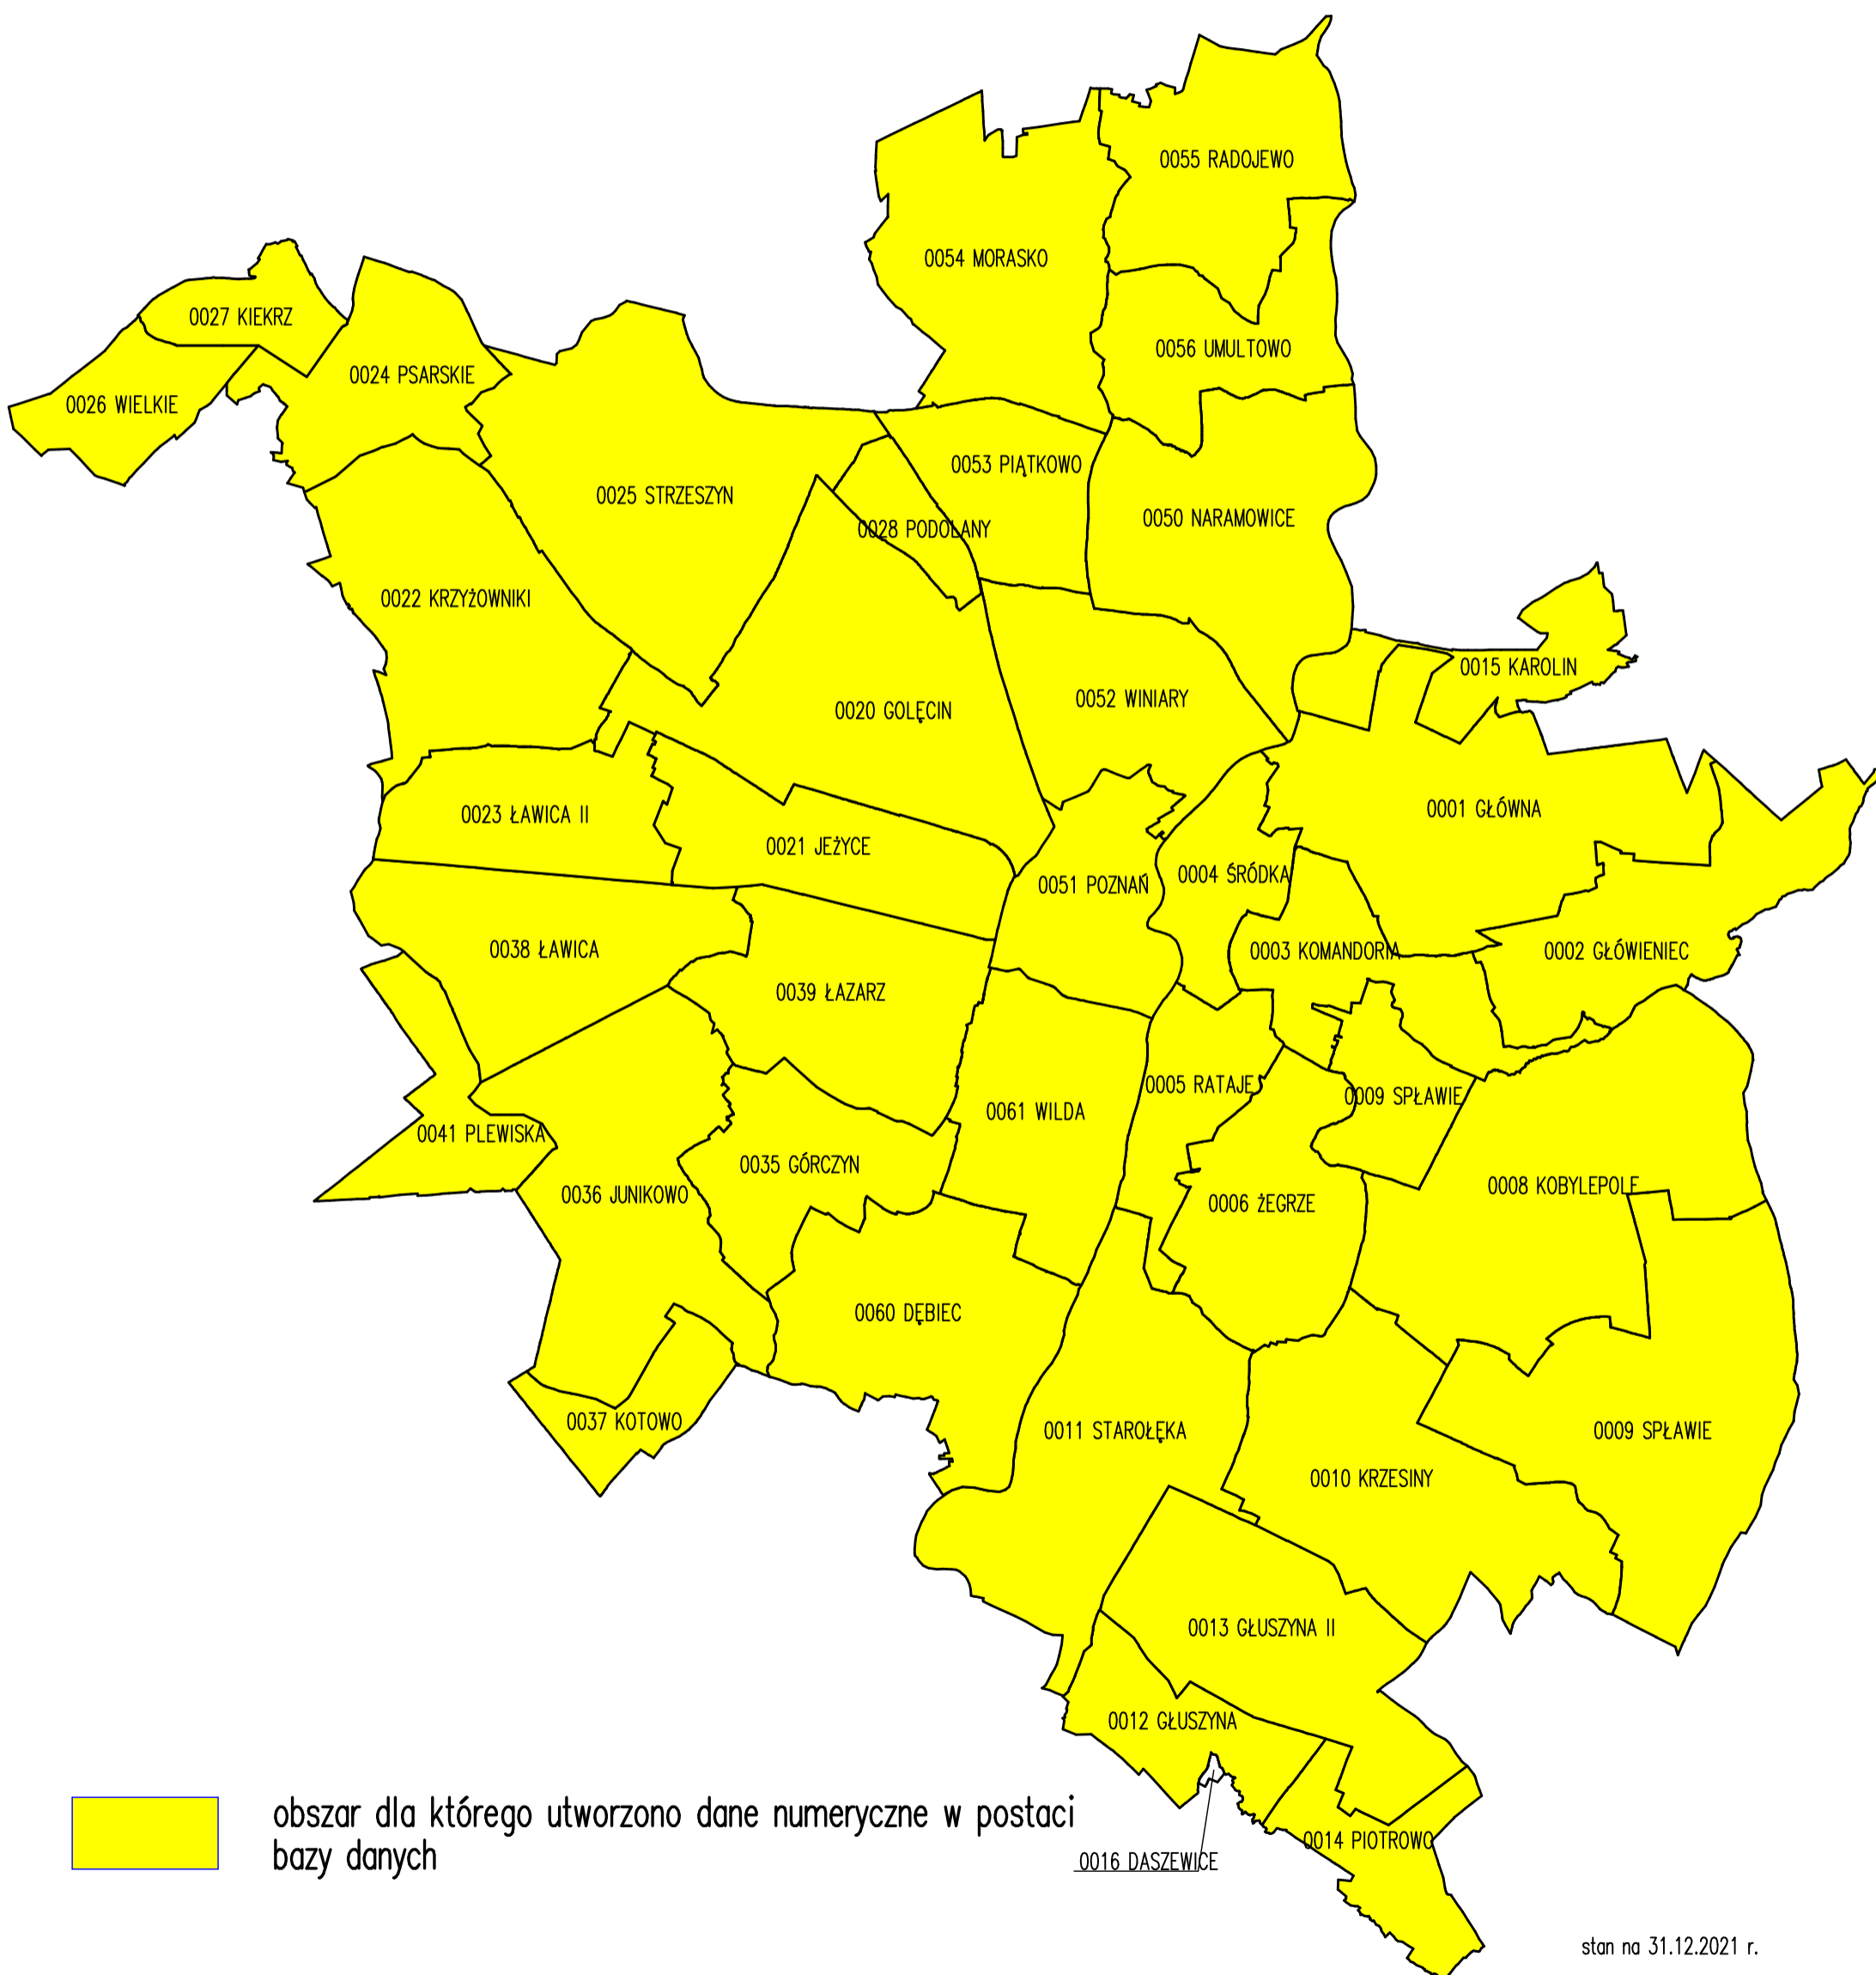 0055 RADOJEWO
0054 MORASKO
0027 KIEKRZ
0056 UMULTOWO
0024 PSARSKIE
0026 WIELKIE
0053 PIĄTKOWO
0025 STRZESZYN
0050 NARAMOWICE
0028 PODOLANY
0022 KRZYŻOWNIKI
0015 KAROLIN
0052 WINIARY
0020 GOLĘCIN
0001 GŁÓWNA
0023 ŁAWICA II
0021 JEŻYCE
0004 ŚRÓDKA
0051 POZNAŃ
0038 ŁAWICA
0003 KOMANDORIA
0002 GŁÓWIENIEC
0039 ŁAZARZ
0005 RATAJE
0009 SPŁAWIE
0061 WILDA
0041 PLEWISKA
0035 GÓRCZYN
0008 KOBYLEPOLE
0036 JUNIKOWO
0006 ŻEGRZE
0060 DĘBIEC
0037 KOTOWO
0011 STAROŁĘKA
0009 SPŁAWIE
0010 KRZESINY
0013 GŁUSZYNA II
0012 GŁUSZYNA
obszar dla którego utworzono dane numeryczne w postaci
bazy danych
0014 PIOTROWO
0016 DASZEWICE
stan na 31.12.2021 r.